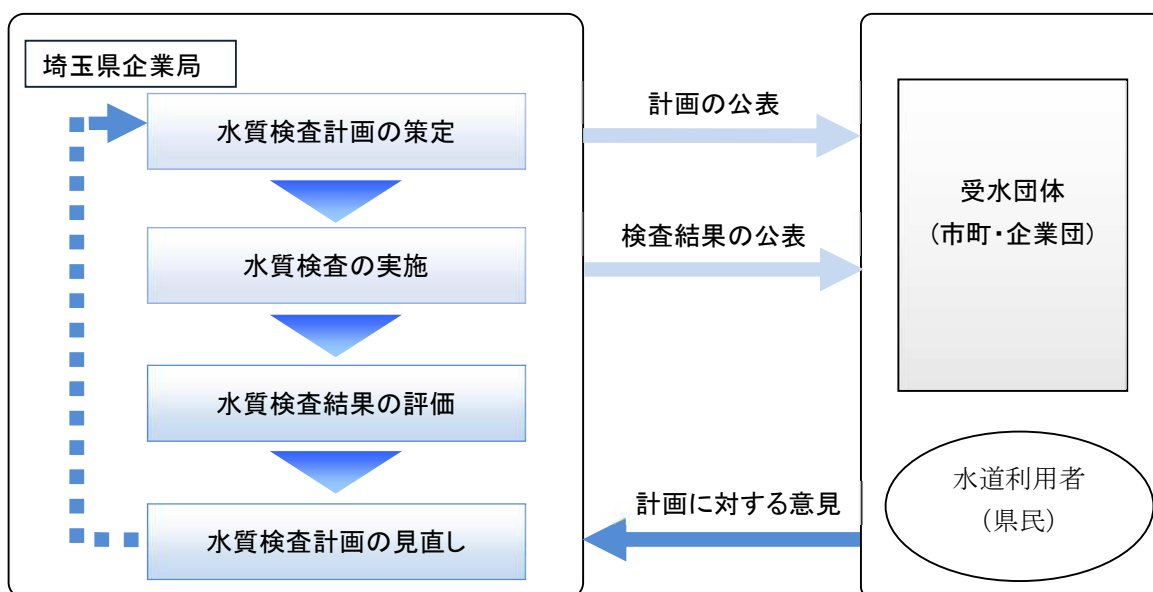 埼玉県企業局
水質検査計画の策定
水質検査の実施
水質検査結果の評価
水質検査計画の見直し
計画の公表
検査結果の公表
計画に対する意見
受水団体
（市町・企業団）
水道利用者
（県民）